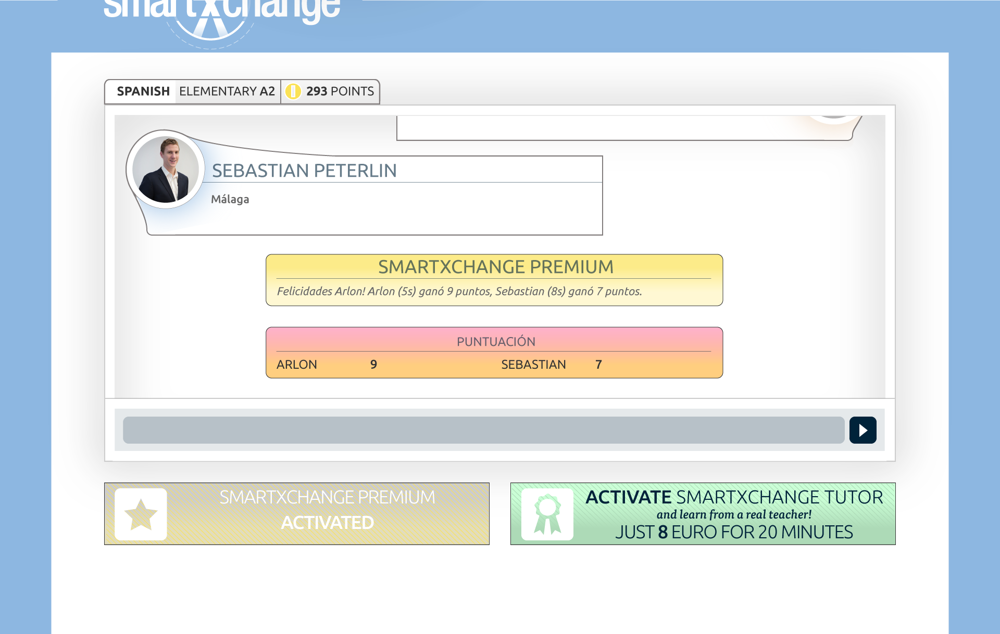 smartxchange
SPANISH ELEMENTARY A2 293 POINTS
SEBASTIAN PETERLIN
Málaga
SMARTXCHANGE PREMIUM
Felicidades Arlon! Arlon (5s) ganó 9 puntos, Sebastian (8s) ganó 7 puntos.
PUNTUACIÓN
ARLON 9 SEBASTIAN 7
SMARTXCHANGE PREMIUM
ACTIVATED
ACTIVATE SMARTXCHANGE TUTOR
and learn from a real teacher!
JUST 8 EURO FOR 20 MINUTES